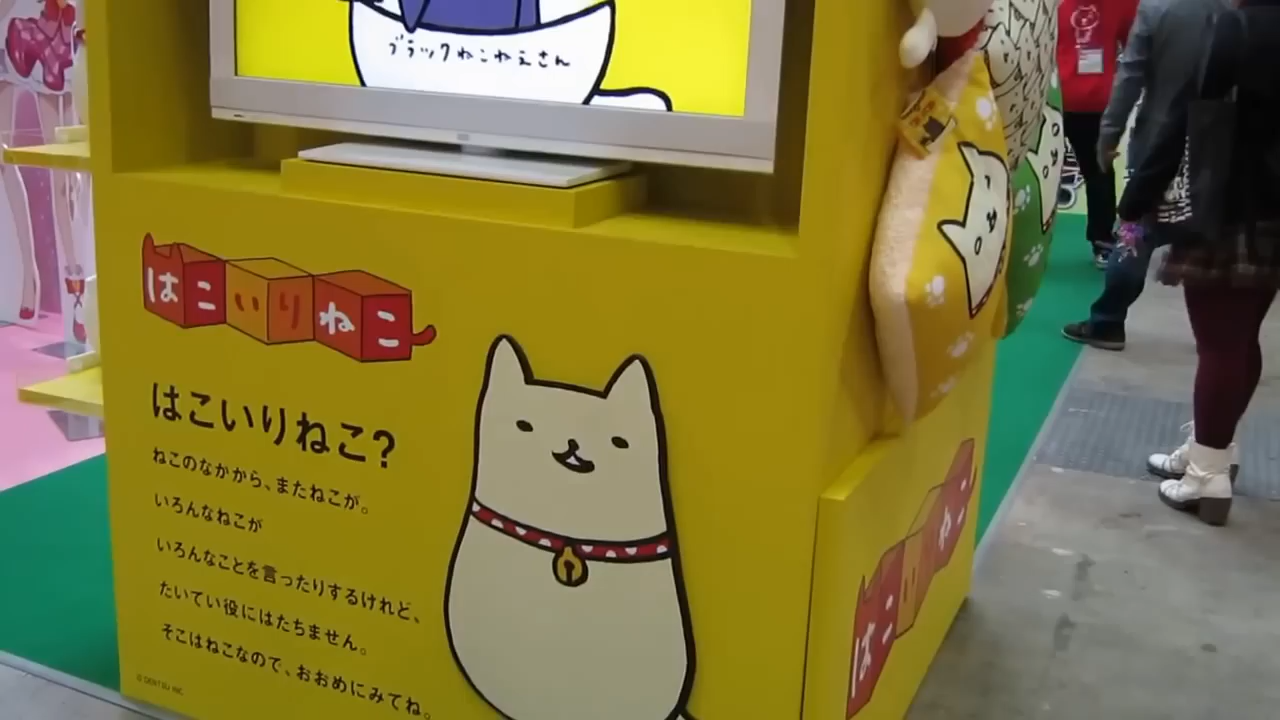 ブラックねこねえさん
はこいりねこ
はこいりねこ?
ねこのなかから、またねこが。
いろんなねこが
いろんなことを言ったりするけれど、
たいてい役にはたちません。
そこはねこなので、おおめにみてね。
© DENTSU INC.
はこいりねこ